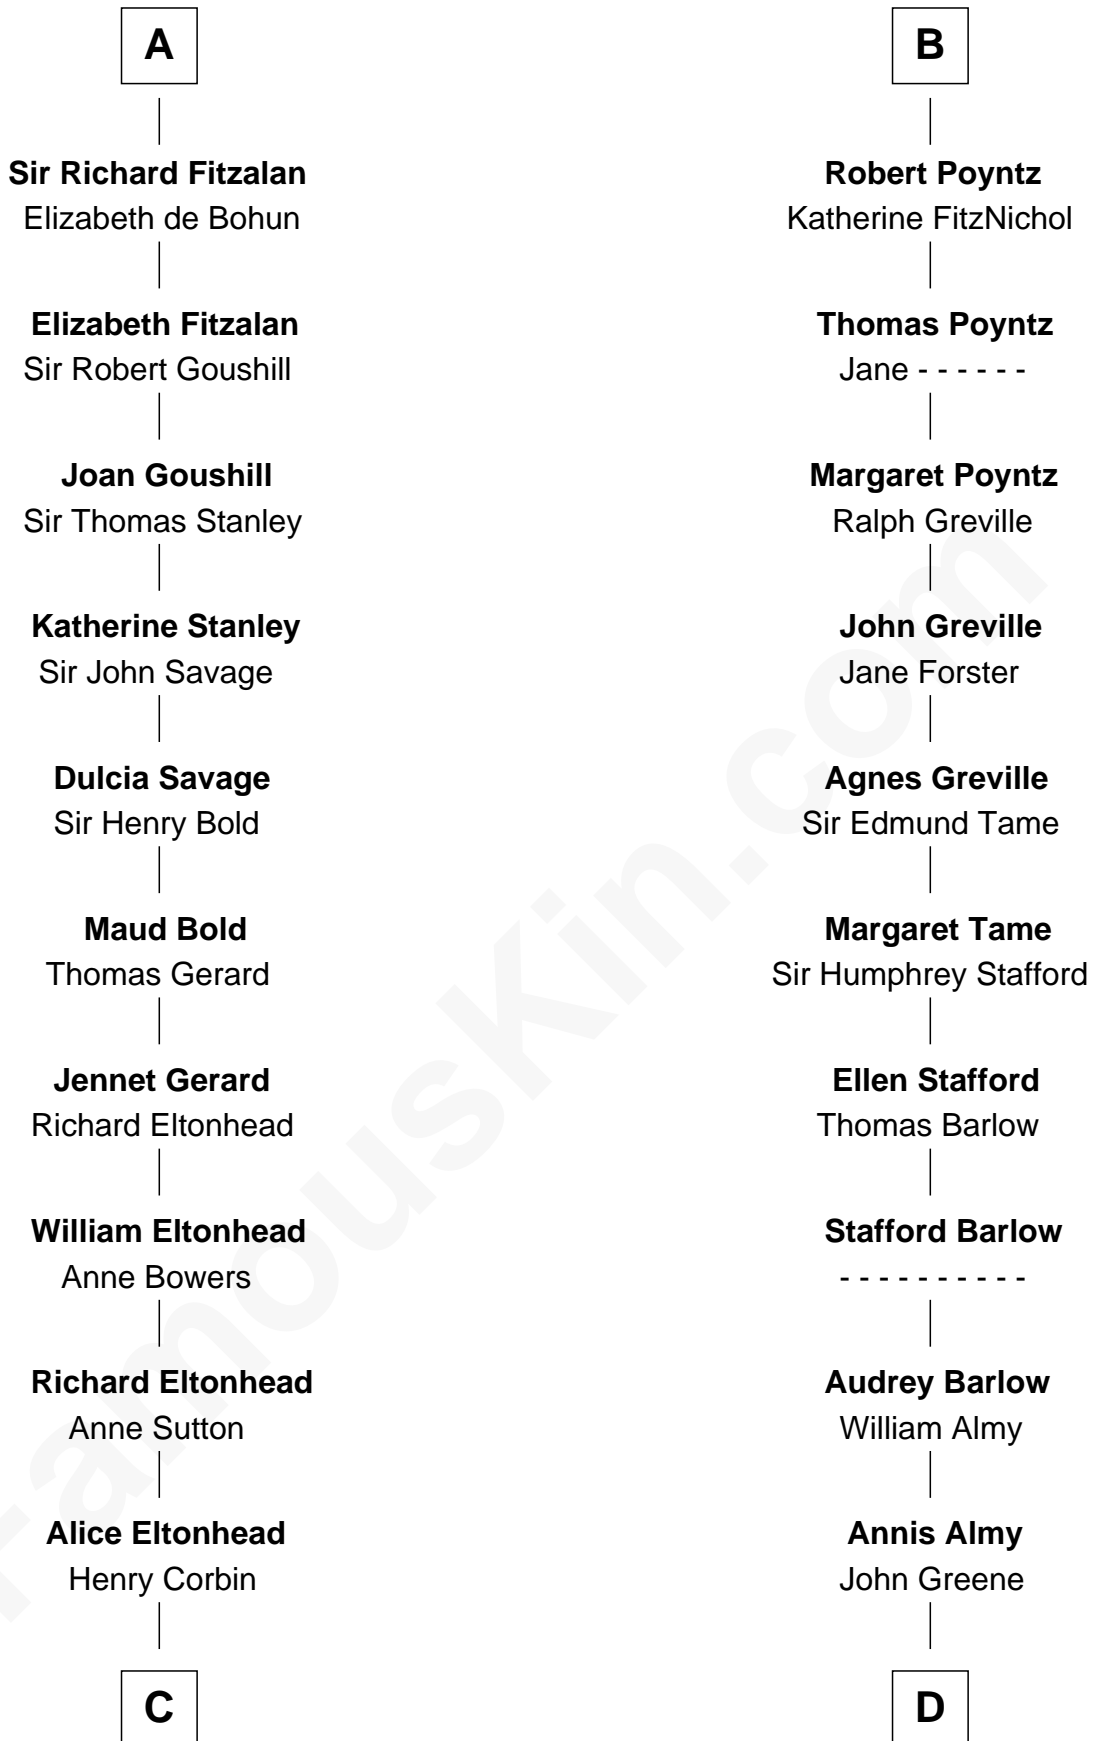 A
Sir Richard Fitzalan
Elizabeth de Bohun
Elizabeth Fitzalan
Sir Robert Goushill
Joan Goushill
Sir Thomas Stanley
Katherine Stanley
Sir John Savage
Dulcia Savage
Sir Henry Bold
Maud Bold
Thomas Gerard
Jennet Gerard
Richard Eltonhead
William Eltonhead
Anne Bowers
Richard Eltonhead
Anne Sutton
Alice Eltonhead
Henry Corbin
C
B
Robert Poyntz
Katherine FitzNichol
Thomas Poyntz
Jane - - - - - -
Margaret Poyntz
Ralph Greville
John Greville
Jane Forster
Agnes Greville
Sir Edmund Tame
Margaret Tame
Sir Humphrey Stafford
Ellen Stafford
Thomas Barlow
Stafford Barlow
- - - - - - - - - -
Audrey Barlow
William Almy
Annis Almy
John Greene
D
FamousKin.com